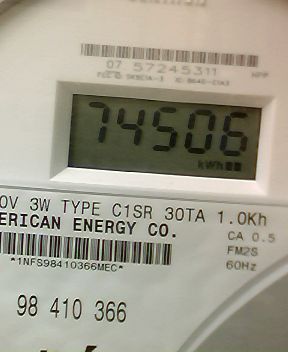 07 57245311
74506
kWh
0V 3W TYPE C1SR 30TA 1.0Kh
ERICAN ENERGY CO.
CA 0.5
FM2S
*1NFS98410366MEC*
60Hz
98 410 366